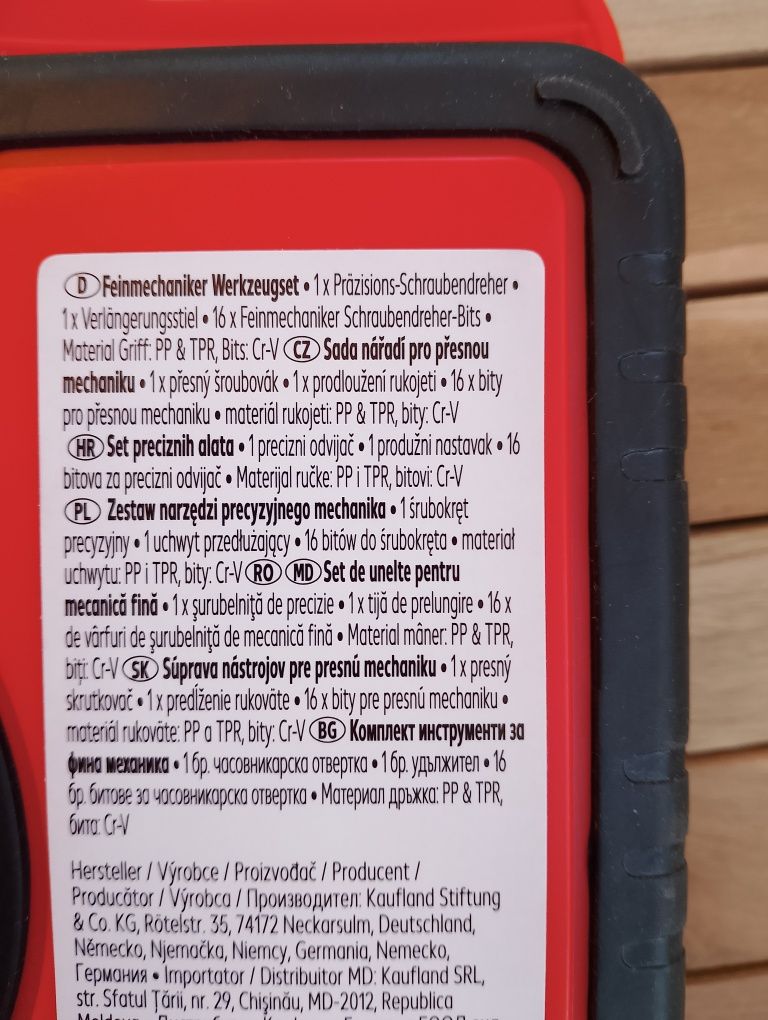 D Feinmechaniker Werkzeugset • 1 x Präzisions-Schraubendreher •
1 x Verlängerungsstiel • 16 x Feinmechaniker Schraubendreher-Bits •
Material Griff: PP & TPR, Bits: Cr-V CZ Sada nářadí pro přesnou
mechaniku • 1 x přesný šroubovák • 1 x prodloužení rukojeti • 16 x bity
pro přesnou mechaniku • materiál rukojeti: PP & TPR, bity: Cr-V
HR Set preciznih alata • 1 precizni odvijač • 1 produžni nastavak • 16
bitova za precizni odvijač • Materijal ručke: PP i TPR, bitovi: Cr-V
PL Zestaw narzędzi precyzyjnego mechanika • 1 śrubokręt
precyzyjny • 1 uchwyt przedłużający • 16 bitów do śrubokręta • materiał
uchwytu: PP i TPR, bity: Cr-V RO MD Set de unelte pentru
mecanică fină • 1 x şurubelniţă de precizie • 1 x tijă de prelungire • 16 x
de vârfuri de şurubelniţă de mecanică fină • Material mâner: PP & TPR,
biţi: Cr-V SK Súprava nástrojov pre presnú mechaniku • 1 x presný
skrutkovač • 1 x predĺženie rukoväte • 16 x bity pre presnú mechaniku •
materiál rukoväte: PP a TPR, bity: Cr-V BG Комплект инструменти за
фина механика • 1 бр. часовникарска отвертка • 1 бр. удължител • 16
бр. битове за часовникарска отвертка • Материал дръжка: PP & TPR,
бита: Cr-V
Hersteller / Výrobce / Proizvođač / Producent /
Producător / Výrobca / Производител: Kaufland Stiftung
& Co. KG, Rötelstr. 35, 74172 Neckarsulm, Deutschland,
Německo, Njemačka, Niemcy, Germania, Nemecko,
Германия • Importator / Distribuitor MD: Kaufland SRL,
str. Sfatul Ţării, nr. 29, Chişinău, MD-2012, Republica